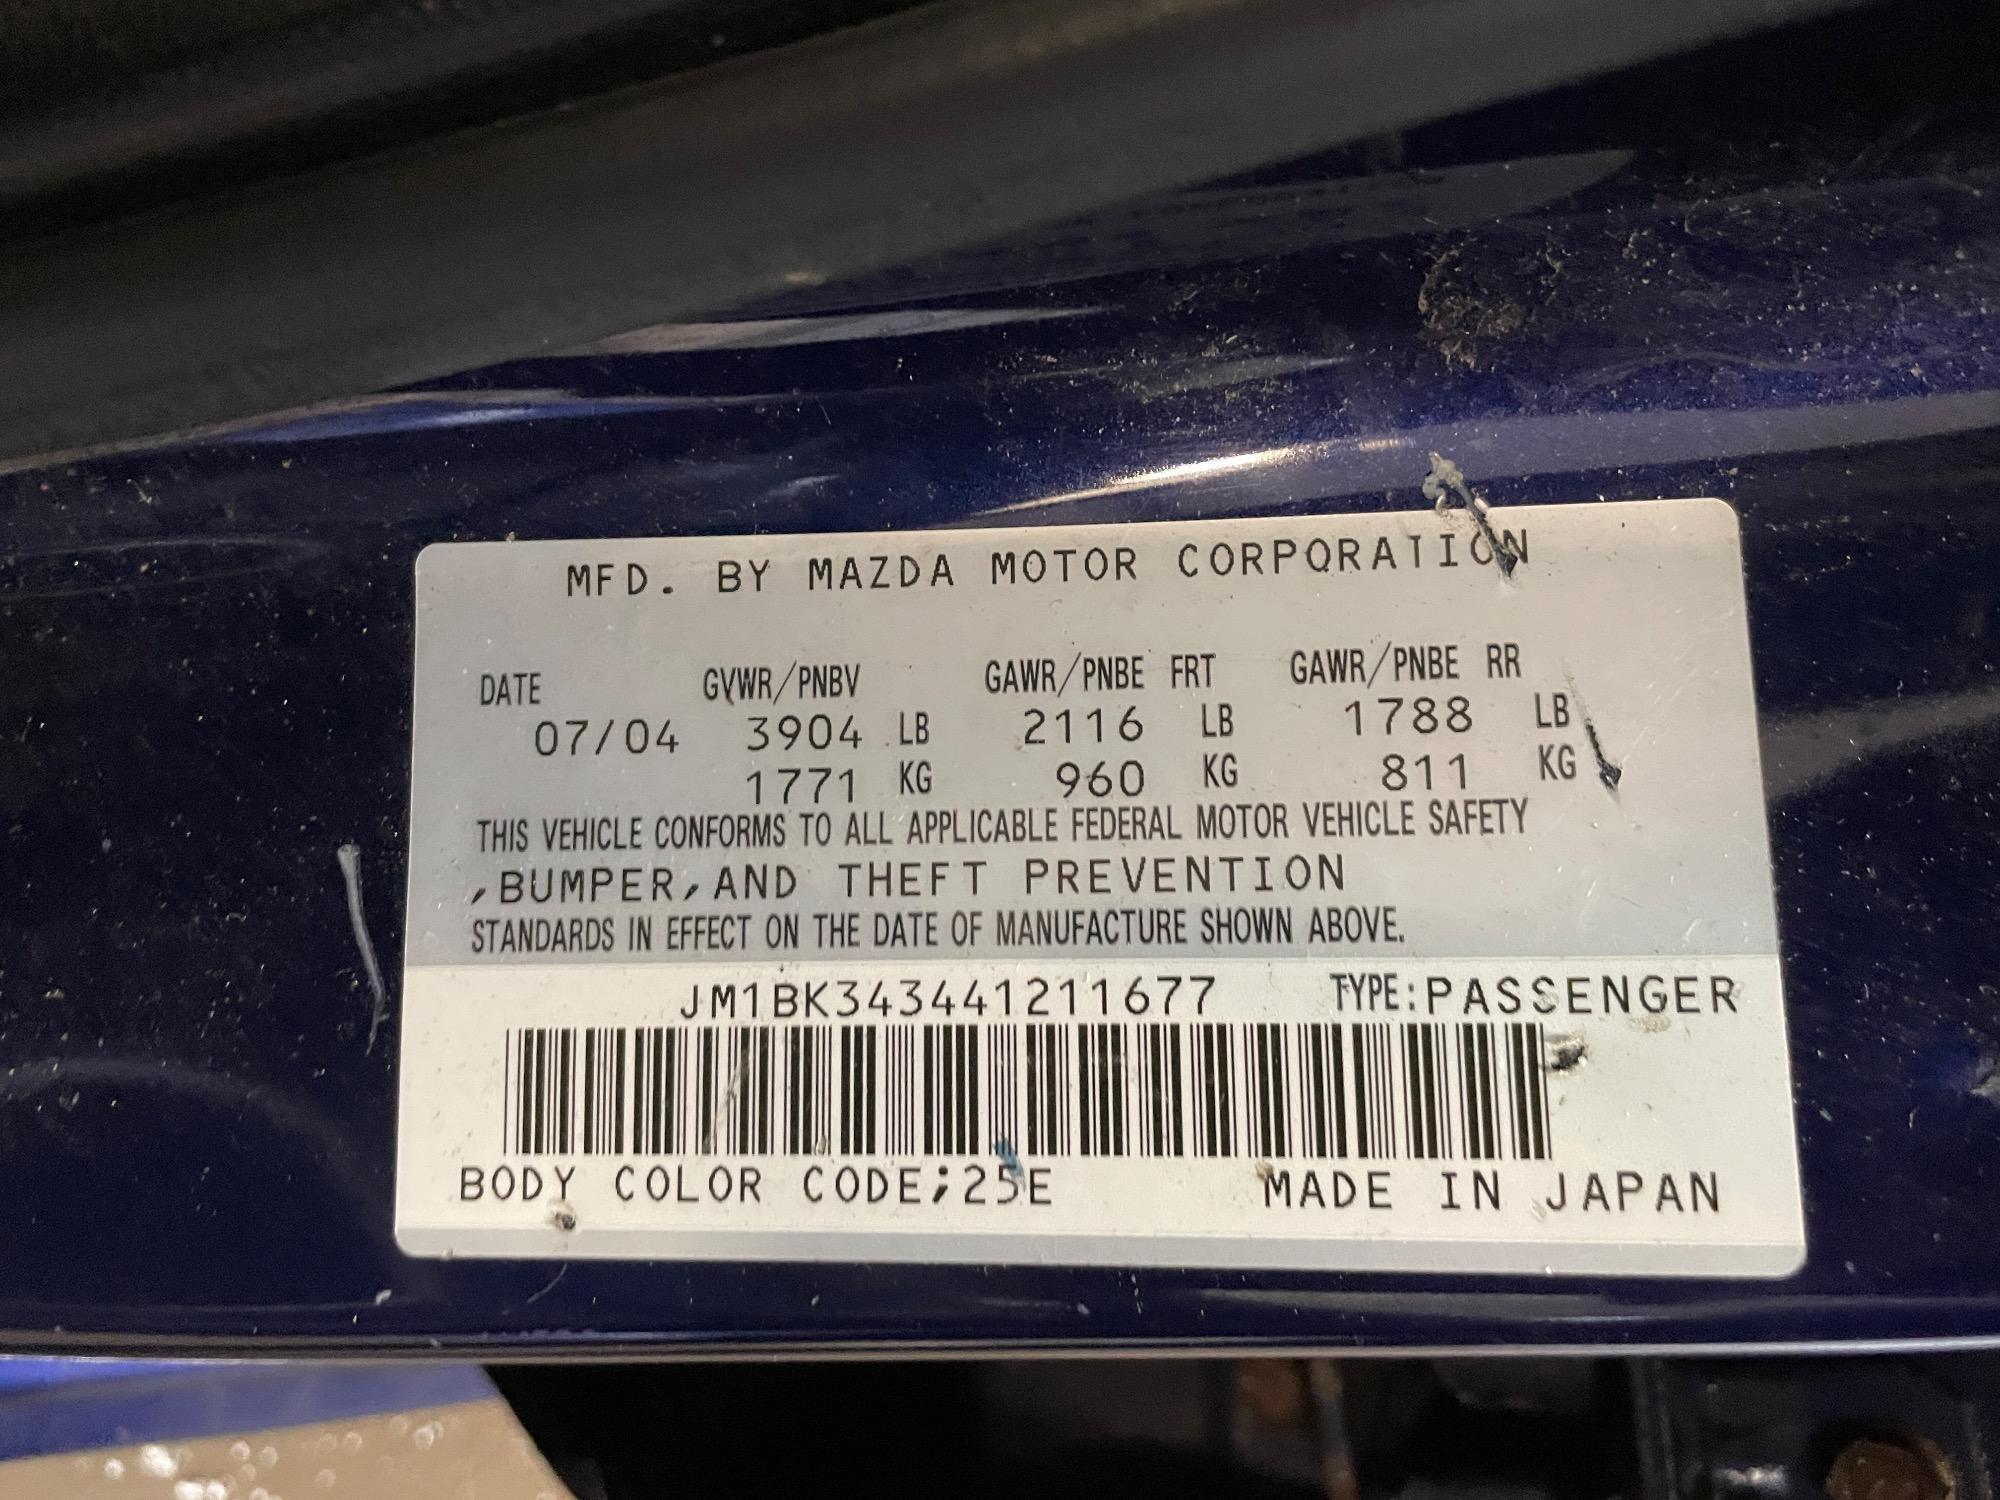 MFD. BY MAZDA MOTOR CORPORATION
DATE GVWR/PNBV GAWR/PNBE FRT GAWR/PNBE RR
07/04 3904 LB 2116 LB 1788 LB
1771 KG 960 KG 811 KG
THIS VEHICLE CONFORMS TO ALL APPLICABLE FEDERAL MOTOR VEHICLE SAFETY
,BUMPER,AND THEFT PREVENTION
STANDARDS IN EFFECT ON THE DATE OF MANUFACTURE SHOWN ABOVE.
JM1BK343441211677 TYPE:PASSENGER
BODY COLOR CODE;25E MADE IN JAPAN